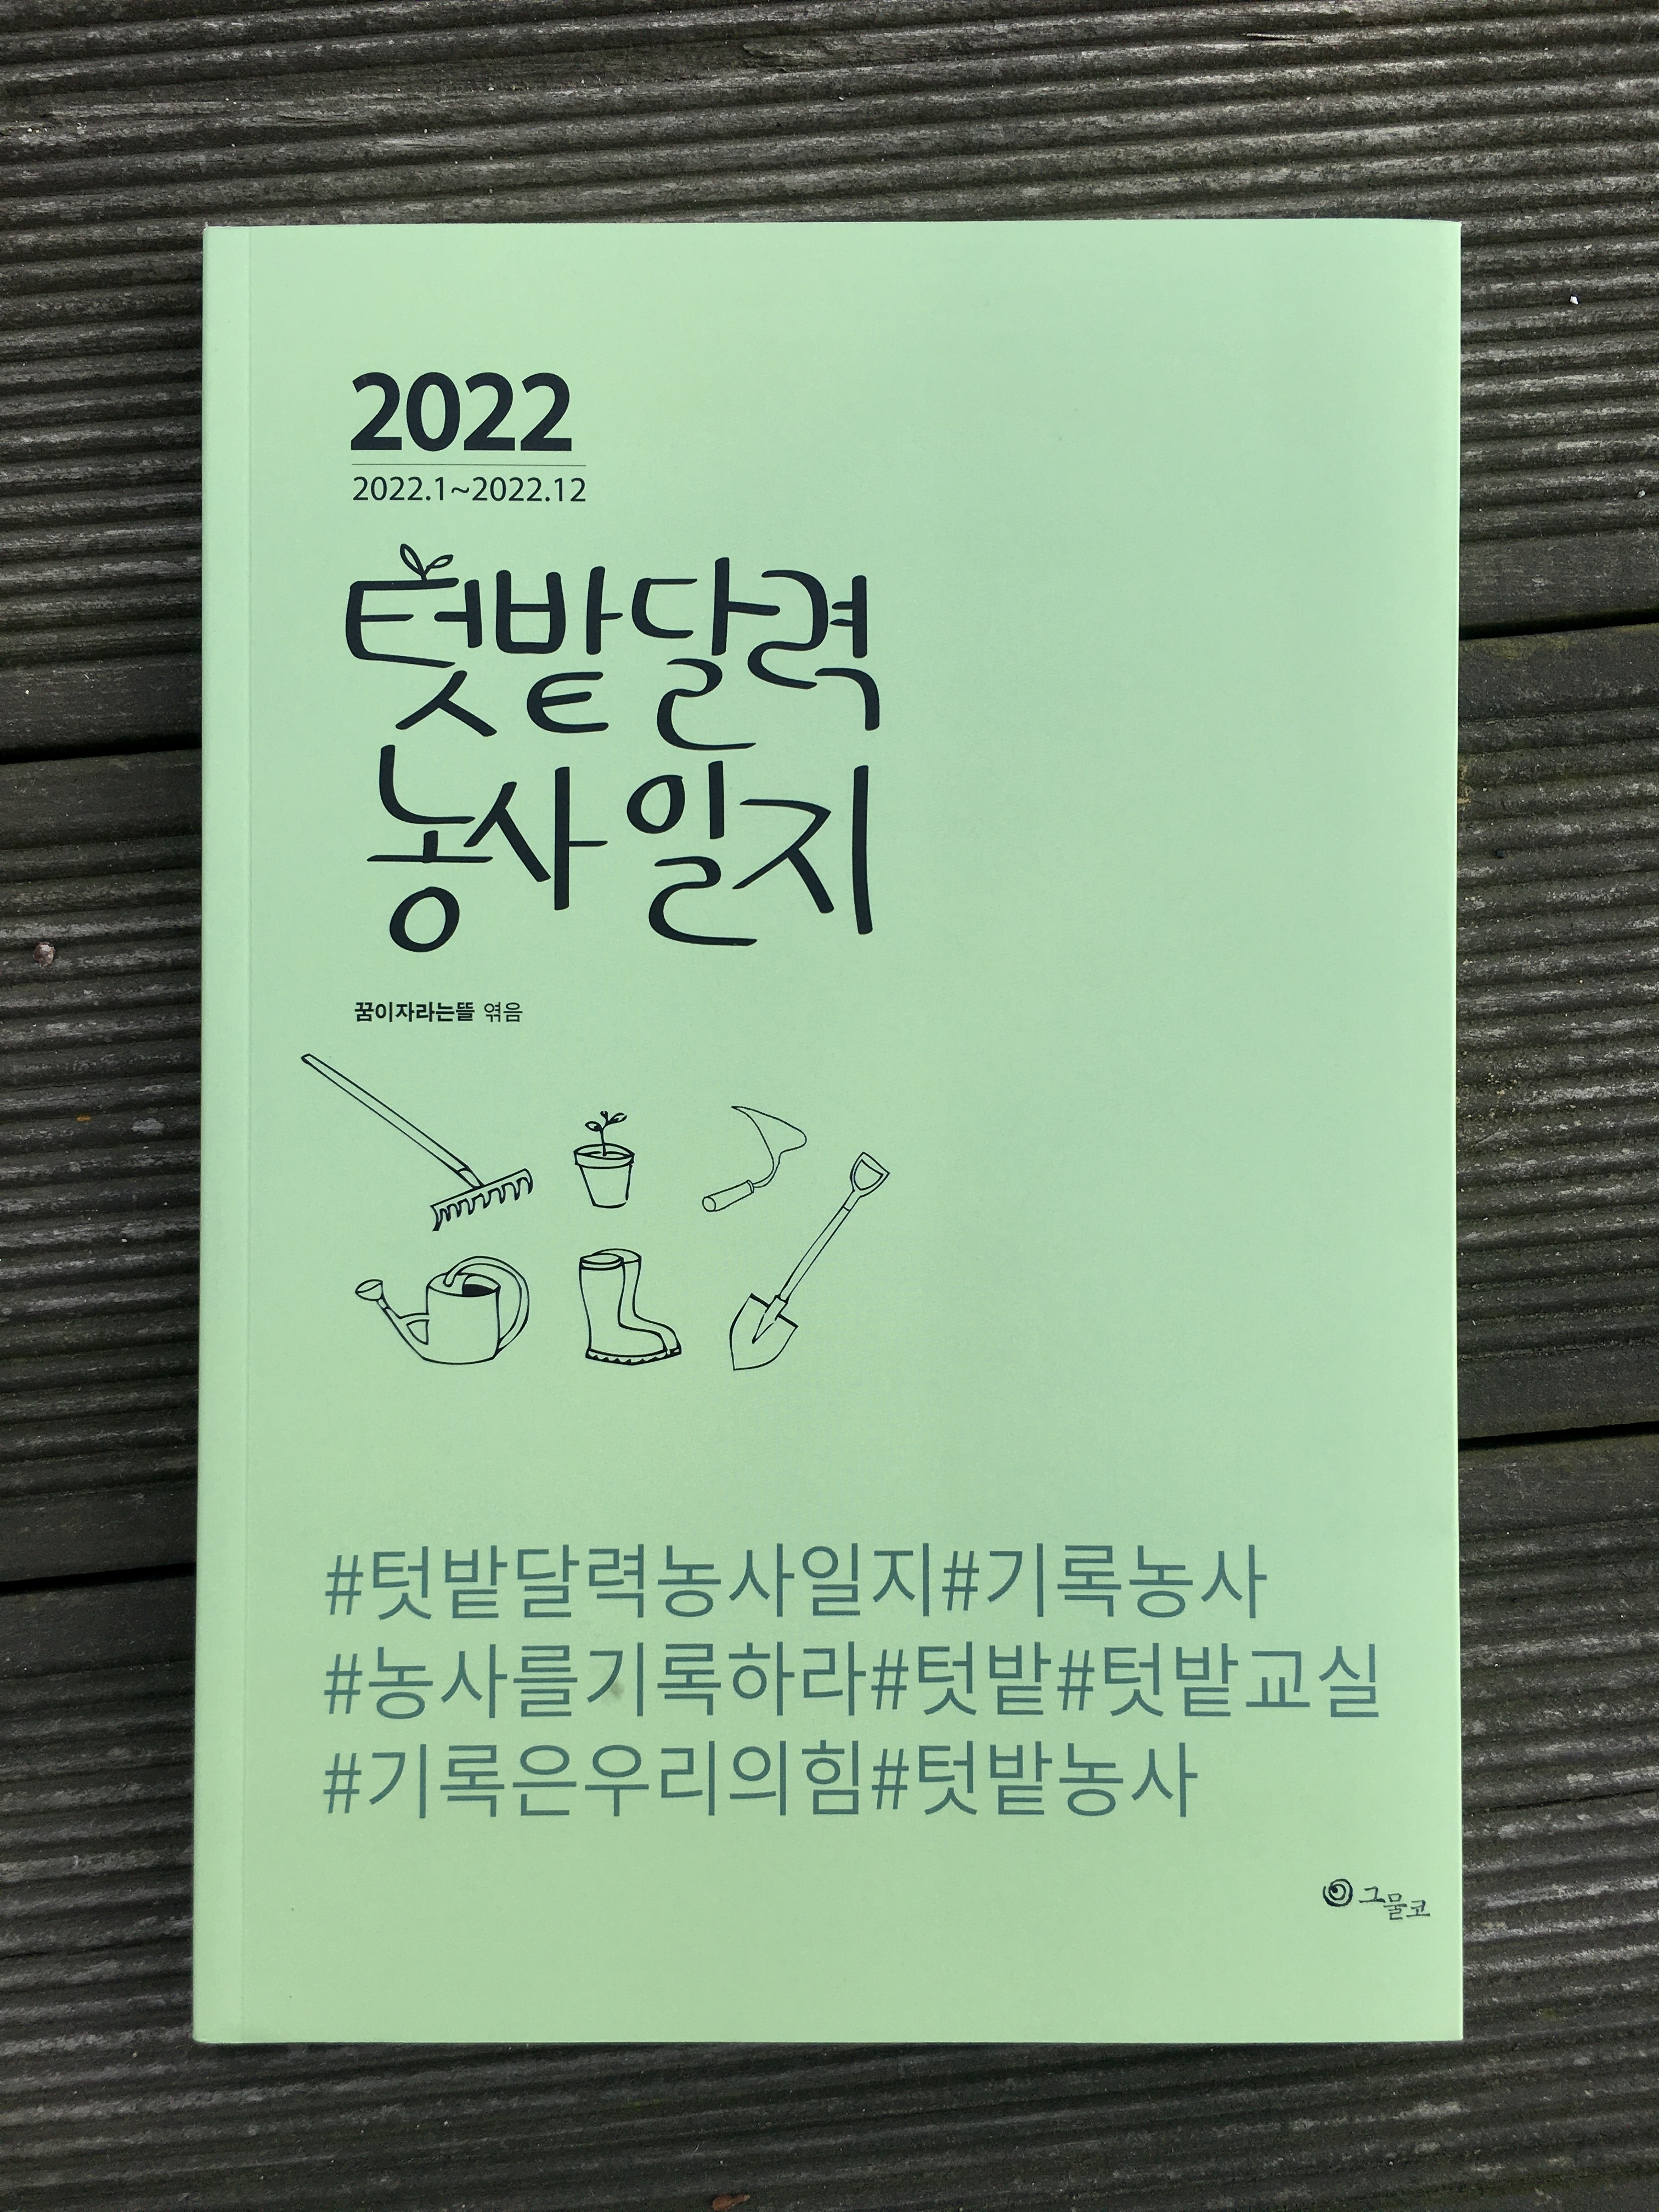 2022
2022.1~2022.12
텃밭달력
농사일지
꿈이자라는뜰 엮음
#텃밭달력농사일지#기록농사
#농사를기록하라#텃밭#텃밭교실
#기록은우리의힘#텃밭농사
그물코